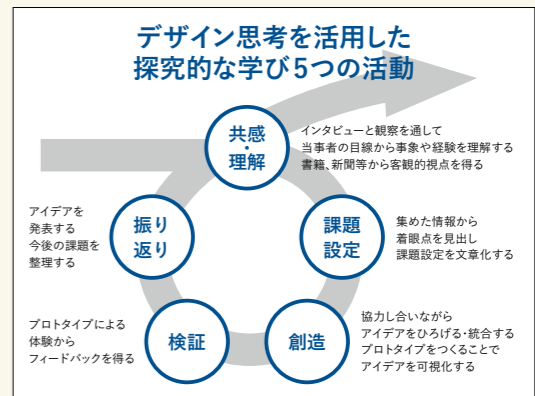 デザイン思考を活用した
探究的な学び5つの活動
共感
・
理解
インタビューと観察を通して
当事者の目線から事象や経験を理解する
書籍、新聞等から客観的視点を得る
課題
設定
集めた情報から
着眼点を見出し
課題設定を文章化する
創造
協力し合いながら
アイデアをひろげる・統合する
プロトタイプをつくることで
アイデアを可視化する
検証
プロトタイプによる
体験から
フィードバックを得る
振り
返り
アイデアを
発表する
今後の課題を
整理する